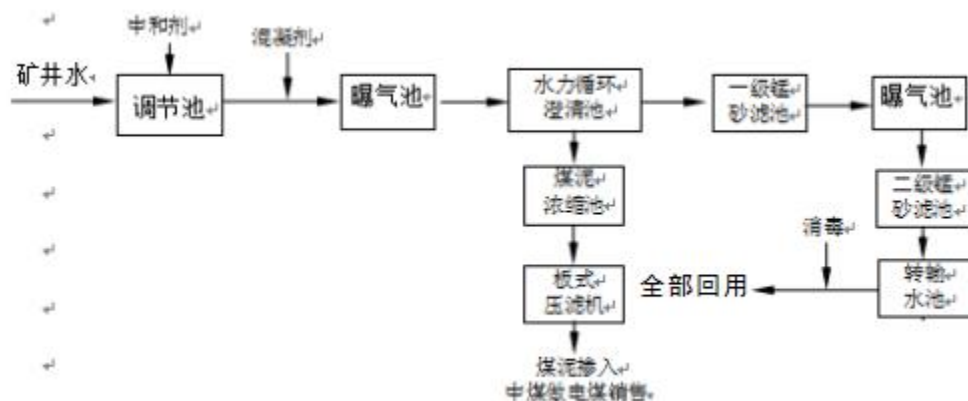 中和剂
混凝剂
矿井水
调节池
曝气池
水力循环
澄清池
一级锰
砂滤池
曝气池
煤泥
浓缩池
二级锰
砂滤池
消毒
板式
压滤机
全部回用
转输
水池
煤泥掺入
中煤做电煤销售